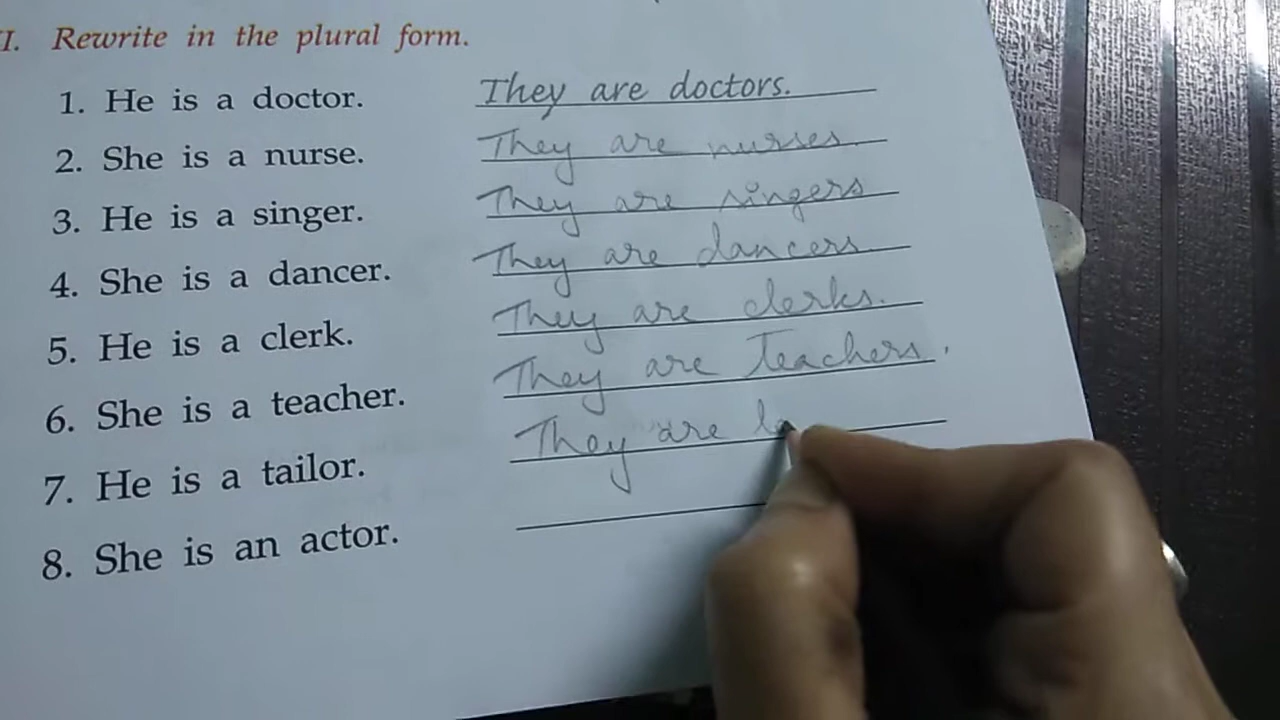 I. Rewrite in the plural form.
1. He is a doctor. They are doctors.
2. She is a nurse. They are nurses.
3. He is a singer. They are singers
4. She is a dancer. They are dancers.
5. He is a clerk. They are clerks.
6. She is a teacher. They are Teachers.
7. He is a tailor. They are
8. She is an actor.